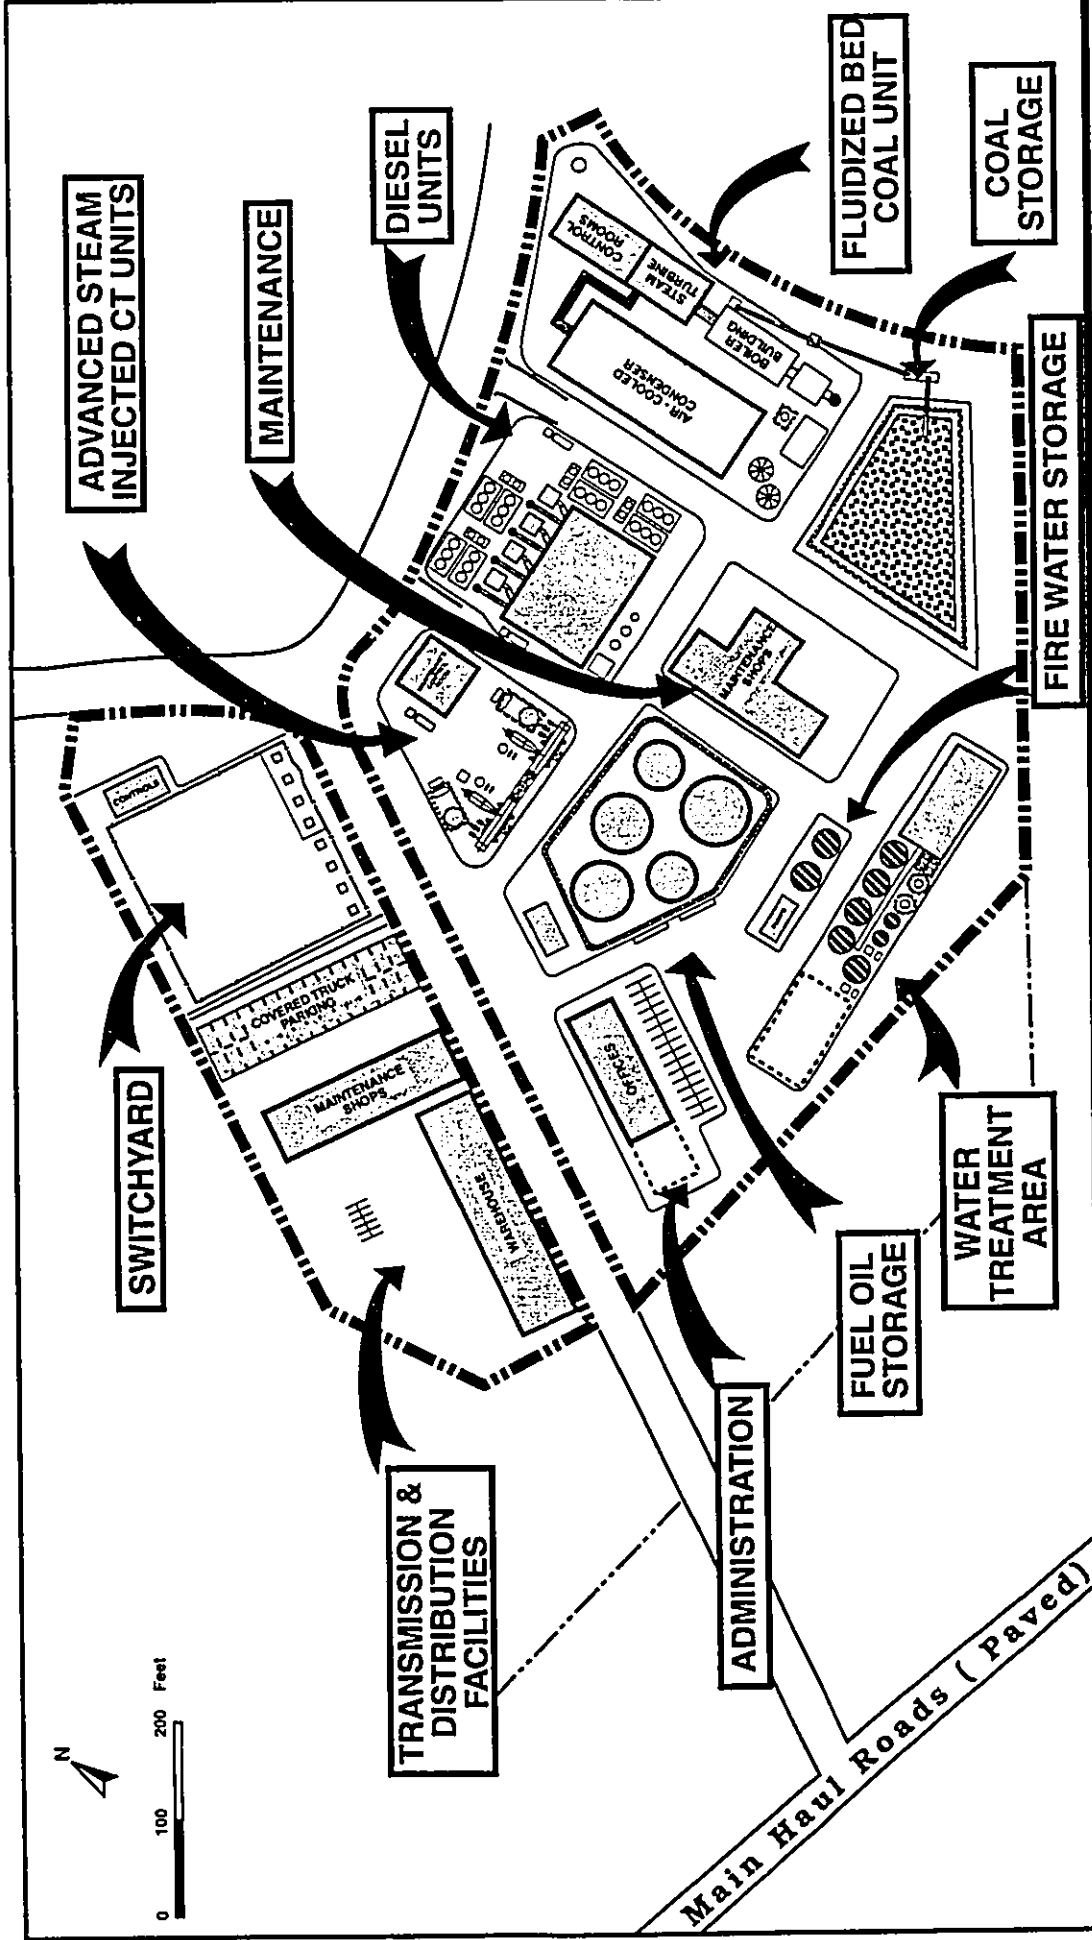 N
0 100 200 Feet
ADVANCED STEAM
INJECTED CT UNITS
MAINTENANCE
DIESEL
UNITS
FLUIDIZED BED
COAL UNIT
COAL
STORAGE
FIRE WATER STORAGE
SWITCHYARD
TRANSMISSION &
DISTRIBUTION
FACILITIES
ADMINISTRATION
FUEL OIL
STORAGE
WATER
TREATMENT
AREA
CONTROLS
COVERED TRUCK
PARKING
MAINTENANCE
SHOPS
WAREHOUSE
OFFICES
MAINTENANCE
SHOPS
CONTROL
ROOMS
STEAM
TURBINE
BOILER
BUILDING
AIR - COOLED
CONDENSER
Main Haul Roads ( Paved)